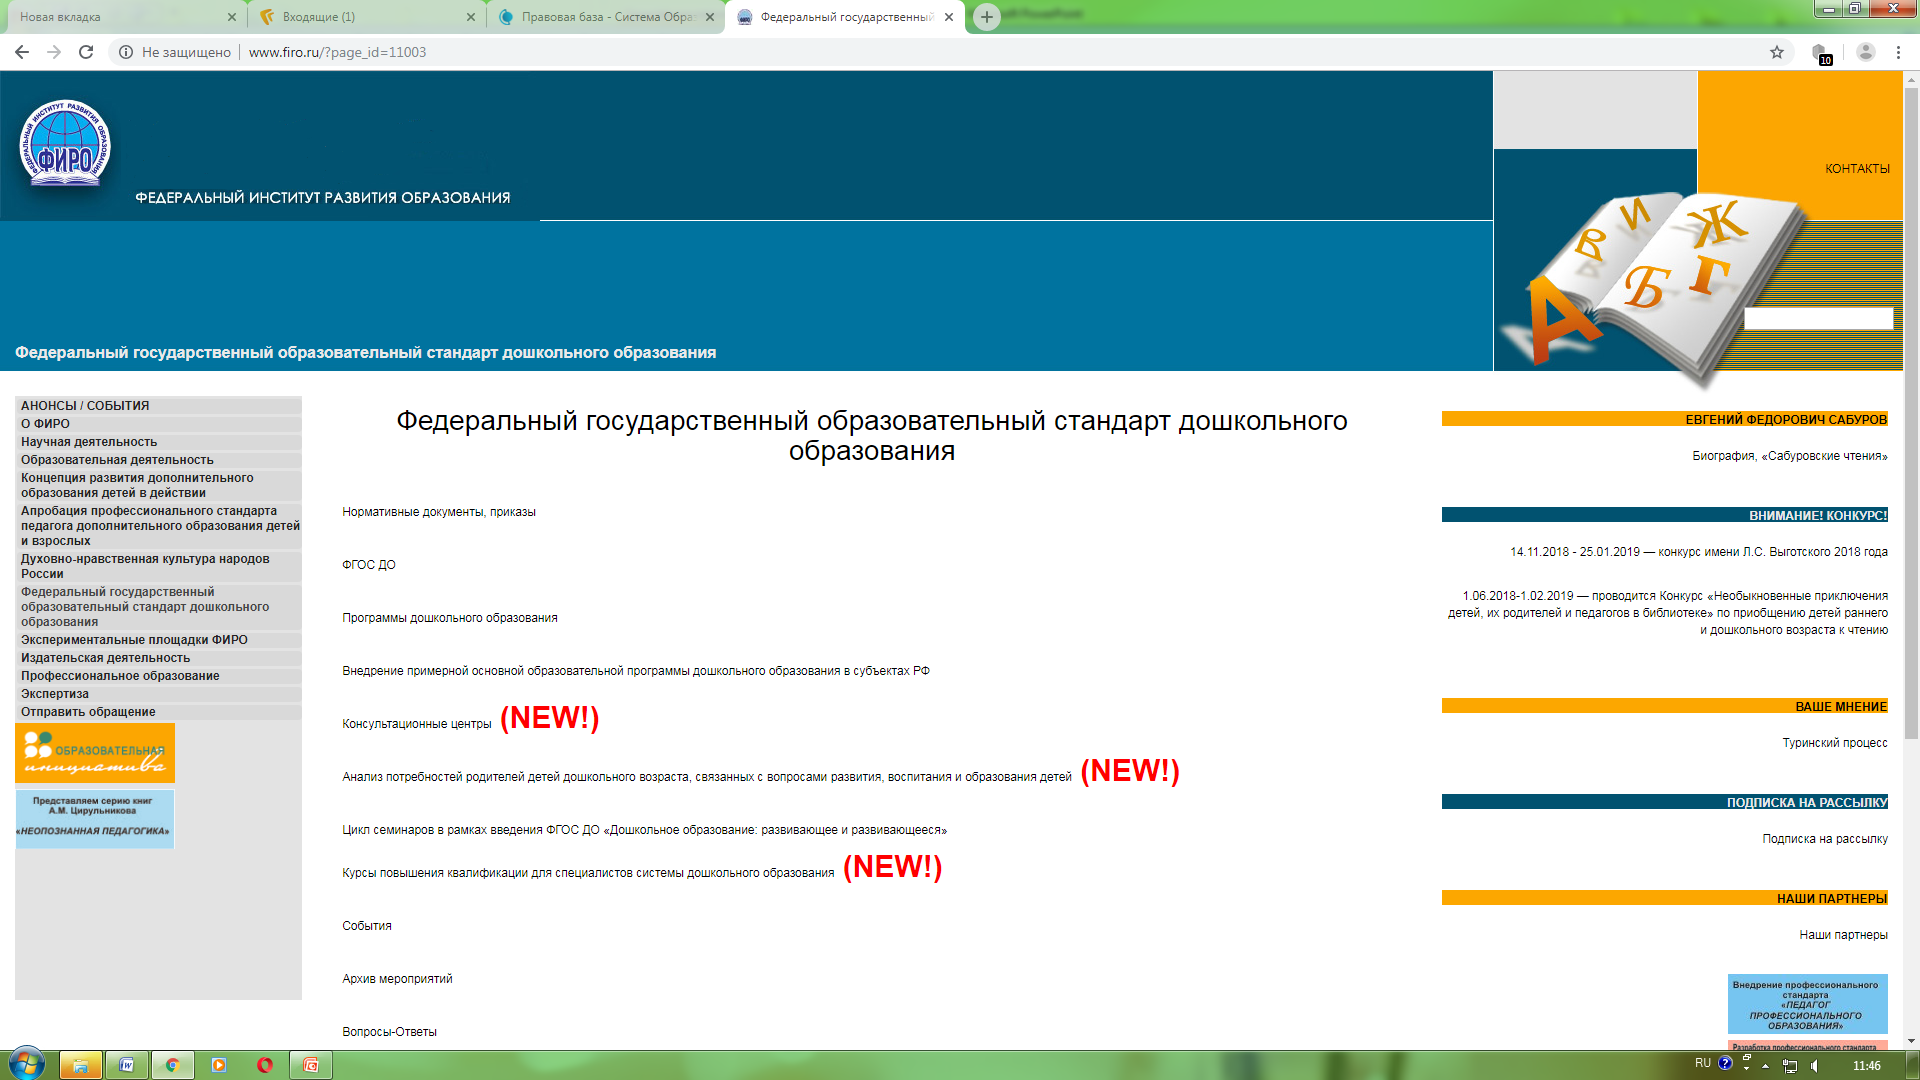 Новая вкладка
Входящие (1)
Правовая база - Система Обра
Федеральный государственный
Не защищено
www.firo.ru/?page_id=11003
10
ФЕДЕРАЛЬНЫЙ ИНСТИТУТ РАЗВИТИЯ ОБРАЗОВАНИЯ
ФИРО
ФЕДЕРАЛЬНЫЙ ИНСТИТУТ РАЗВИТИЯ ОБРАЗОВАНИЯ
КОНТАКТЫ
В И Ж
А Б Г
Федеральный государственный образовательный стандарт дошкольного образования
АНОНСЫ / СОБЫТИЯ
О ФИРО
Научная деятельность
Образовательная деятельность
Концепция развития дополнительного
образования детей в действии
Апробация профессионального стандарта
педагога дополнительного образования детей
и взрослых
Духовно-нравственная культура народов
России
Федеральный государственный
образовательный стандарт дошкольного
образования
Экспериментальные площадки ФИРО
Издательская деятельность
Профессиональное образование
Экспертиза
Отправить обращение
ОБРАЗОВАТЕЛЬНАЯ
инициатива
Представляем серию книг
А.М. Цирульникова
«НЕОПОЗНАННАЯ ПЕДАГОГИКА»
Федеральный государственный образовательный стандарт дошкольного
образования
Нормативные документы, приказы
ФГОС ДО
Программы дошкольного образования
Внедрение примерной основной образовательной программы дошкольного образования в субъектах РФ
Консультационные центры (NEW!)
Анализ потребностей родителей детей дошкольного возраста, связанных с вопросами развития, воспитания и образования детей (NEW!)
Цикл семинаров в рамках введения ФГОС ДО «Дошкольное образование: развивающее и развивающееся»
Курсы повышения квалификации для специалистов системы дошкольного образования (NEW!)
События
Архив мероприятий
Вопросы-Ответы
ЕВГЕНИЙ ФЕДОРОВИЧ САБУРОВ
Биография, «Сабуровские чтения»
ВНИМАНИЕ! КОНКУРС!
14.11.2018 - 25.01.2019 — конкурс имени Л.С. Выготского 2018 года
1.06.2018-1.02.2019 — проводится Конкурс «Необыкновенные приключения
детей, их родителей и педагогов в библиотеке» по приобщению детей раннего
и дошкольного возраста к чтению
ВАШЕ МНЕНИЕ
Туринский процесс
ПОДПИСКА НА РАССЫЛКУ
Подписка на рассылку
НАШИ ПАРТНЕРЫ
Наши партнеры
Внедрение профессионального
стандарта
«ПЕДАГОГ
ПРОФЕССИОНАЛЬНОГО
ОБРАЗОВАНИЯ»
Разработка профессионального стандарта
RU
11:46